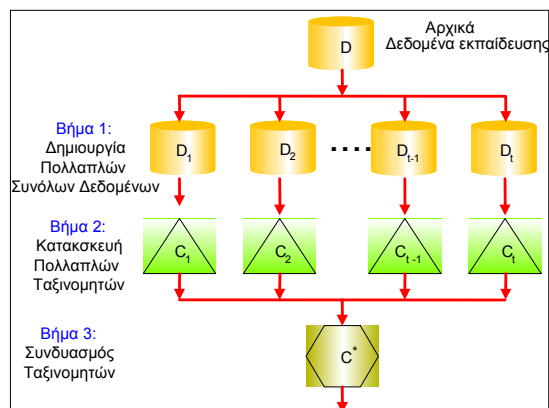 D
Αρχικά
Δεδομένα εκπαίδευσης
Βήμα 1:
Δημιουργία
Πολλαπλών
Συνόλων Δεδομένων
D1
D2
....
Dt-1
Dt
Βήμα 2:
Κατακσκευή
Πολλαπλών
Ταξινομητών
C1
C2
Ct-1
Ct
Βήμα 3:
Συνδυασμός
Ταξινομητών
C*